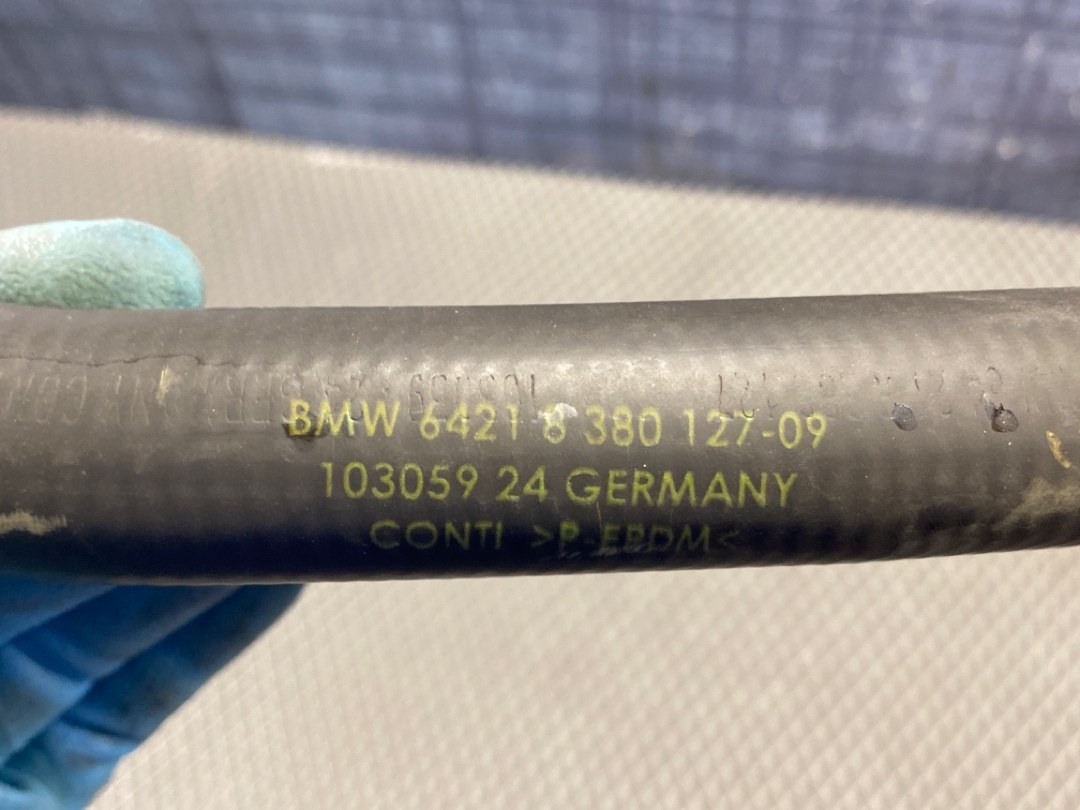 BMW 6421 8 380 127-09
103059 24 GERMANY
CONTI >P-EPDM<